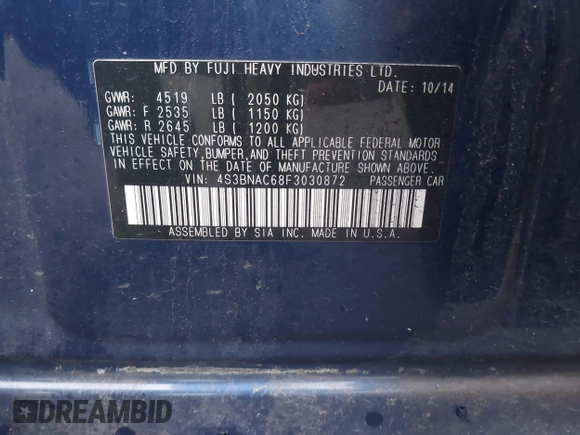 MFD BY FUJI HEAVY INDUSTRIES LTD.
DATE: 10/14
GVWR: 4519 LB ( 2050 KG)
GAWR: F 2535 LB ( 1150 KG)
GAWR: R 2645 LB ( 1200 KG)
THIS VEHICLE CONFORMS TO ALL APPLICABLE FEDERAL MOTOR
VEHICLE SAFETY, BUMPER, AND THEFT PREVENTION STANDARDS
IN EFFECT ON THE DATE OF MANUFACTURE SHOWN ABOVE.
VIN: 4S3BNAC68F3030872 PASSENGER CAR
ASSEMBLED BY SIA INC. MADE IN U.S.A.
DREAMBID